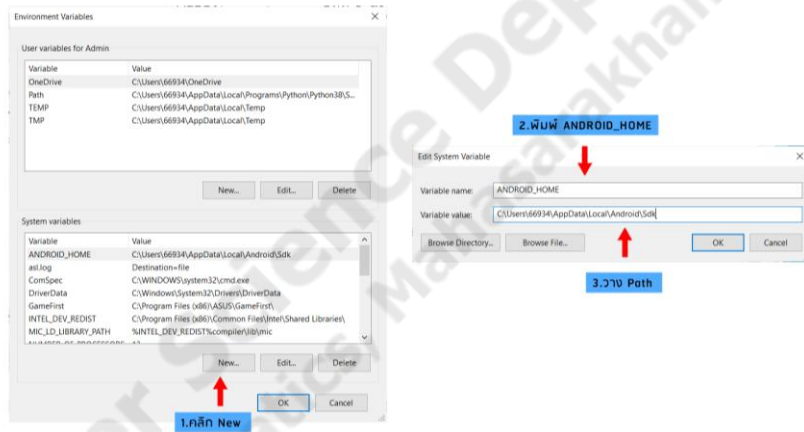 Environment Variables
User variables for Admin
Variable Value
OneDrive C:\Users\66934\OneDrive
Path C:\Users\66934\AppData\Local\Programs\Python\Python38\S...
TEMP C:\Users\66934\AppData\Local\Temp
TMP C:\Users\66934\AppData\Local\Temp
New... Edit... Delete
System variables
Variable Value
ANDROID_HOME C:\Users\66934\AppData\Local\Android\Sdk
asl.log Destination=file
ComSpec C:\WINDOWS\system32\cmd.exe
DriverData C:\Windows\System32\Drivers\DriverData
GameFirst C:\Program Files (x86)\ASUS\GameFirst\
INTEL_DEV_REDIST C:\Program Files (x86)\Common Files\Intel\Shared Libraries\
MIC_LD_LIBRARY_PATH %INTEL_DEV_REDIST%compiler\lib\mic
New... Edit... Delete
OK Cancel
1.คลิก New
2.พิมพ์ ANDROID_HOME
Edit System Variable
Variable name: ANDROID_HOME
Variable value: C:\Users\66934\AppData\Local\Android\Sdk
Browse Directory... Browse File... OK Cancel
3.วาง Path